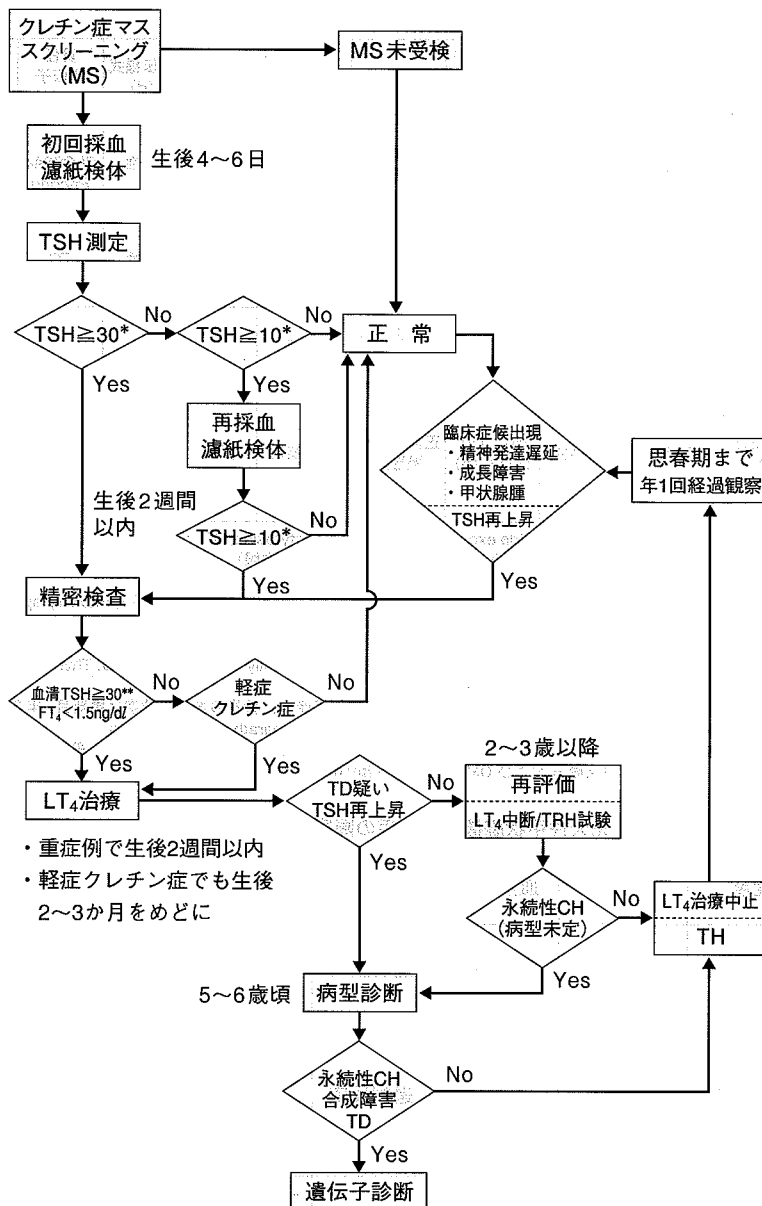 クレチン症マス
スクリーニング
(MS)
MS未受検
初回採血
濾紙検体
生後4～6日
TSH測定
TSH≧30*
No
TSH≧10*
No
正 常
Yes
Yes
再採血
濾紙検体
臨床症候出現
・精神発達遅延
・成長障害
・甲状腺腫
TSH再上昇
思春期まで
年1回経過観察
生後2週間
以内
TSH≧10*
No
Yes
Yes
精密検査
血清TSH≧30**
FT₄<1.5ng/dℓ
No
軽症
クレチン症
No
Yes
Yes
LT₄治療
TD疑い
TSH再上昇
No
2～3歳以降
再評価
LT₄中断/TRH試験
Yes
・重症例で生後2週間以内
・軽症クレチン症でも生後
2～3か月をめどに
永続性CH
(病型未定)
No
LT₄治療中止
TH
Yes
5～6歳頃
病型診断
永続性CH
合成障害
TD
No
Yes
遺伝子診断